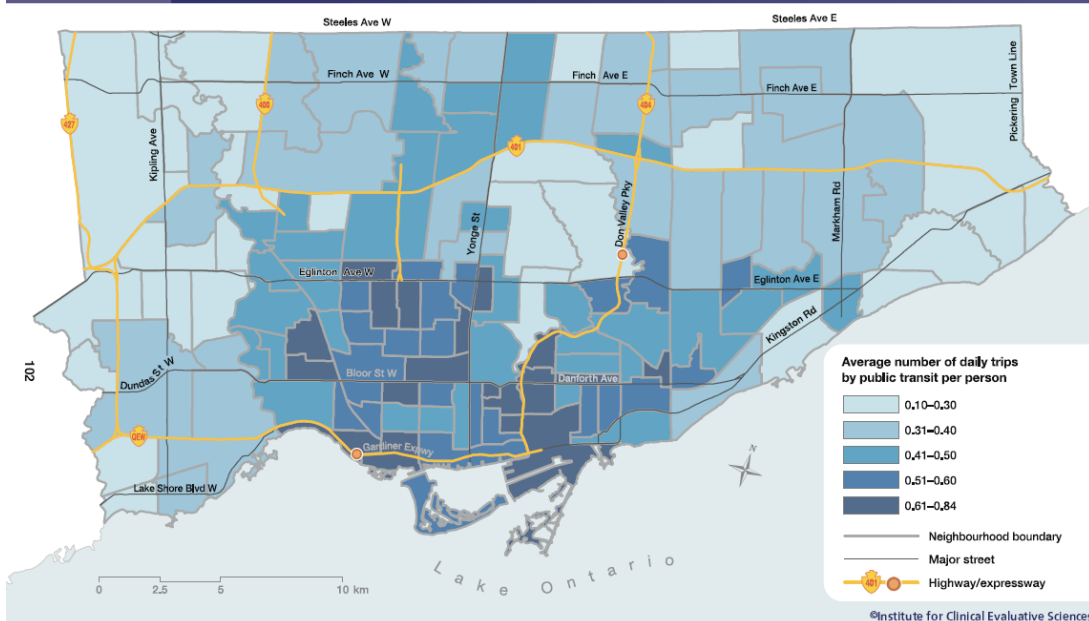 Steeles Ave W
Steeles Ave E
Finch Ave W
Finch Ave E
Finch Ave E
Pickering Town Line
427
400
404
401
Kipling Ave
Yonge St
Don Valley Pky
Markham Rd
Eglinton Ave W
Eglinton Ave E
Kingston Rd
102
Dundas St W
Bloor St W
Danforth Ave
QEW
Gardiner Expwy
Lake Shore Blvd W
N
Lake Ontario
0 2.5 5 10 km
Average number of daily trips
by public transit per person
0.10–0.30
0.31–0.40
0.41–0.50
0.51–0.60
0.61–0.84
Neighbourhood boundary
Major street
401 Highway/expressway
©Institute for Clinical Evaluative Sciences